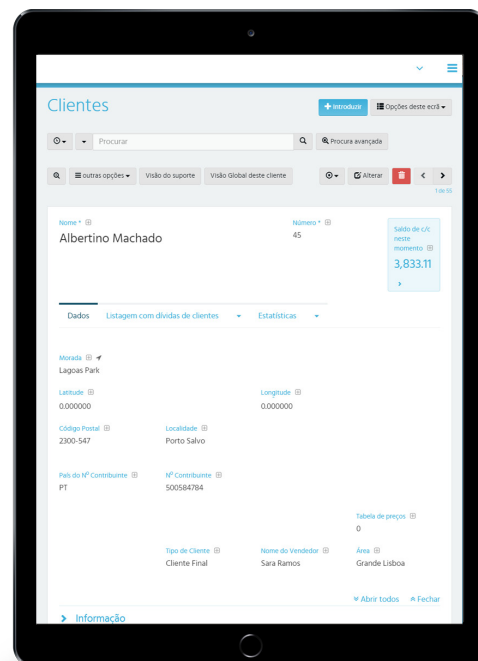 Clientes
Introduzir
Opções deste ecrã
Procurar
Procura avançada
outras opções
Visão do suporte
Visão Global deste cliente
Alterar
1 de 55
Nome *
Número *
Albertino Machado
45
Saldo de c/c
neste
momento
3,833.11
Dados
Listagem com dívidas de clientes
Estatísticas
Morada
Lagoas Park
Latitude
Longitude
0.000000
0.000000
Código Postal
Localidade
2300-547
Porto Salvo
País do Nº Contribuinte
Nº Contribuinte
PT
500584784
Tabela de preços
0
Tipo de Cliente
Nome do Vendedor
Área
Cliente Final
Sara Ramos
Grande Lisboa
Abrir todos
Fechar
Informação